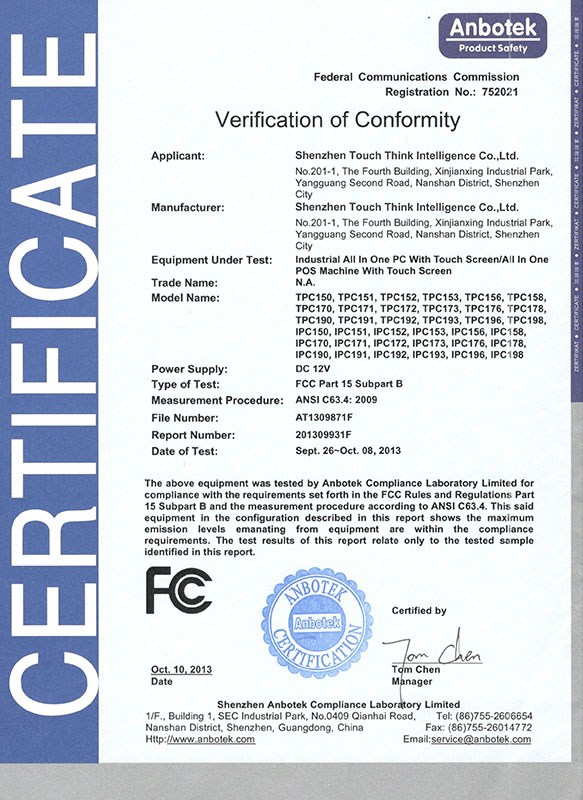 CERTIFICATE
Anbotek
Product Safety
Federal Communications Commission
Registration No.: 752021
Verification of Conformity
Applicant: Shenzhen Touch Think Intelligence Co.,Ltd.
No.201-1, The Fourth Building, Xinjianxing Industrial Park,
Yangguang Second Road, Nanshan District, Shenzhen
City
Manufacturer: Shenzhen Touch Think Intelligence Co.,Ltd.
No.201-1, The Fourth Building, Xinjianxing Industrial Park,
Yangguang Second Road, Nanshan District, Shenzhen
City
Equipment Under Test: Industrial All In One PC With Touch Screen/All In One
POS Machine With Touch Screen
Trade Name: N.A.
Model Name: TPC150, TPC151, TPC152, TPC153, TPC156, TPC158,
TPC170, TPC171, TPC172, TPC173, TPC176, TPC178,
TPC190, TPC191, TPC192, TPC193, TPC196, TPC198,
IPC150, IPC151, IPC152, IPC153, IPC156, IPC158,
IPC170, IPC171, IPC172, IPC173, IPC176, IPC178,
IPC190, IPC191, IPC192, IPC193, IPC196, IPC198
Power Supply: DC 12V
Type of Test: FCC Part 15 Subpart B
Measurement Procedure: ANSI C63.4: 2009
File Number: AT1309871F
Report Number: 201309931F
Date of Test: Sept. 26~Oct. 08, 2013
The above equipment was tested by Anbotek Compliance Laboratory Limited for
compliance with the requirements set forth in the FCC Rules and Regulations Part
15 Subpart B and the measurement procedure according to ANSI C63.4. This said
equipment in the configuration described in this report shows the maximum
emission levels emanating from equipment are within the compliance
requirements. The test results of this report relate only to the tested sample
identified in this report.
FC
ANBOTEK
Anbotek
CERTIFICATION
Certified by
Tom Chen
Oct. 10, 2013
Date
Tom Chen
Manager
Shenzhen Anbotek Compliance Laboratory Limited
1/F., Building 1, SEC Industrial Park, No.0409 Qianhai Road, Tel: (86)755-2606654
Nanshan District, Shenzhen, Guangdong, China Fax: (86)755-26014772
Http://www.anbotek.com Email:service@anbotek.com
ZERTIFIKAT ◆ CERTIFICATE ◆ ZERTIFIKAT ◆ CERTIFICATE ◆ ZERTIFIKAT ◆ CERTIFICATE